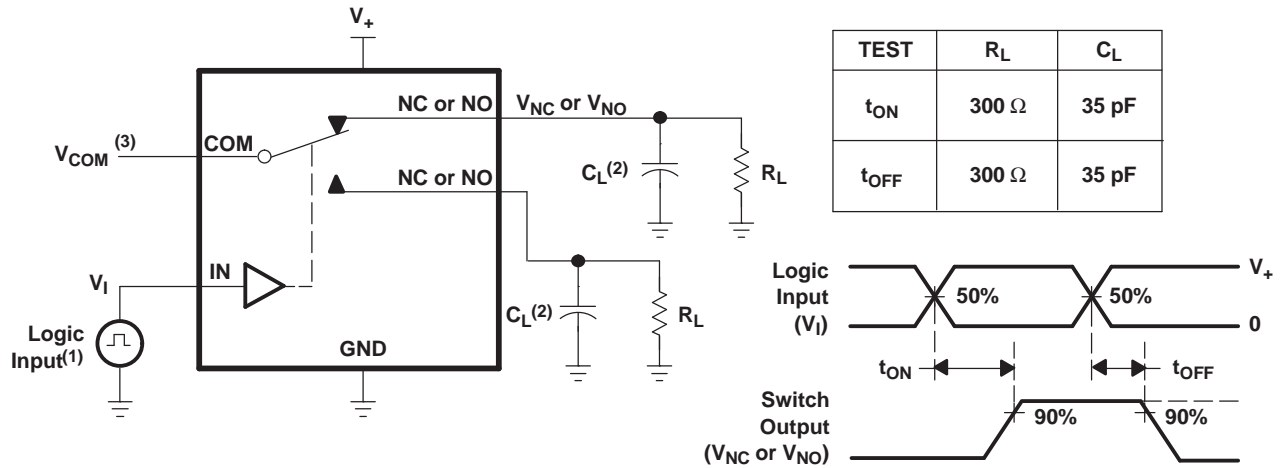 V+
NC or NO
VNC or VNO
COM
VCOM (3)
CL(2)
RL
NC or NO
VI
IN
CL(2)
RL
Logic
Input(1)
GND
TEST RL CL
tON 300 Ω 35 pF
tOFF 300 Ω 35 pF
Logic
Input
(VI)
50%
50%
V+
0
tON
tOFF
Switch
Output
(VNC or VNO)
90%
90%